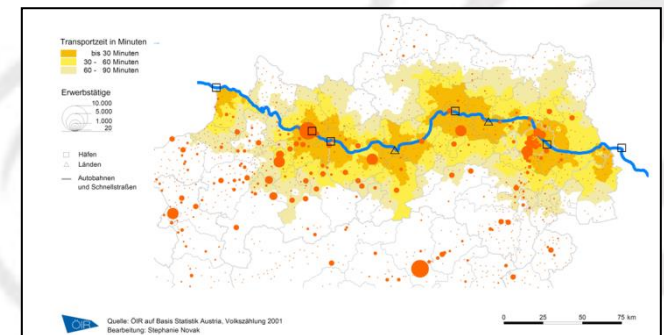 Transportzeit in Minuten
bis 30 Minuten
30 - 60 Minuten
60 - 90 Minuten
Erwerbstätige
10.000
5.000
1.000
20
Häfen
Länden
Autobahnen
und Schnellstraßen
ÖIR
Quelle: ÖIR auf Basis Statistik Austria, Volkszählung 2001
Bearbeitung: Stephanie Novak
0 25 50 75 km